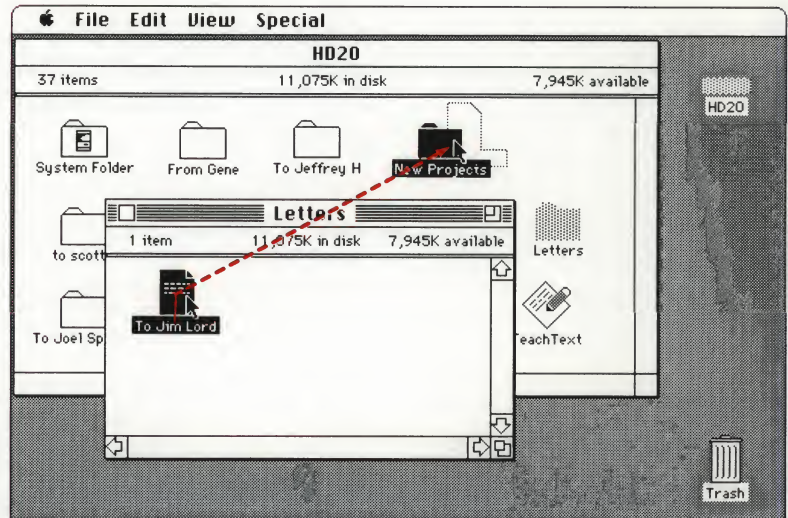 File Edit View Special
HD20
37 items 11,075K in disk 7,945K available
HD20
System Folder From Gene To Jeffrey H New Projects
Letters
1 item 11,075K in disk 7,945K available
to scott
Letters
To Jim Lord
To Joel Sp
eachText
Trash